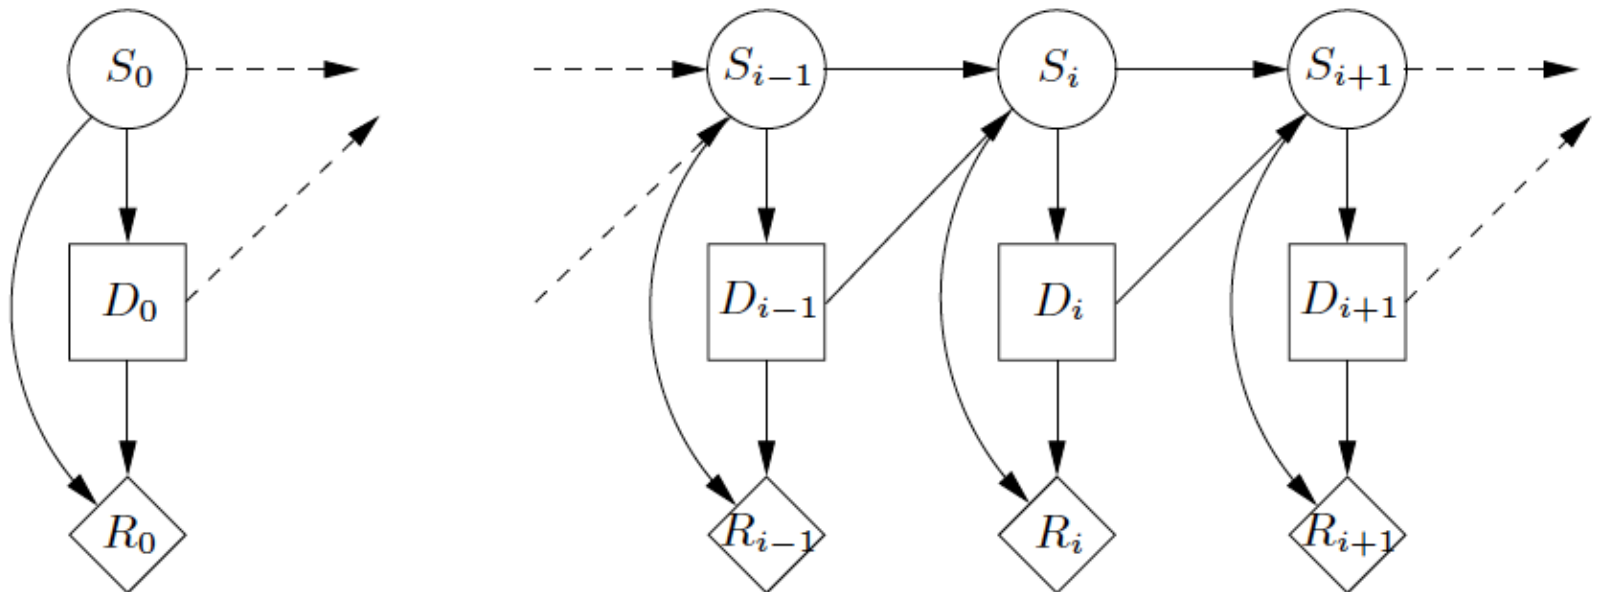 S₀ Sᵢ₋₁ Sᵢ Sᵢ₊₁
D₀ Dᵢ₋₁ Dᵢ Dᵢ₊₁
R₀ Rᵢ₋₁ Rᵢ Rᵢ₊₁